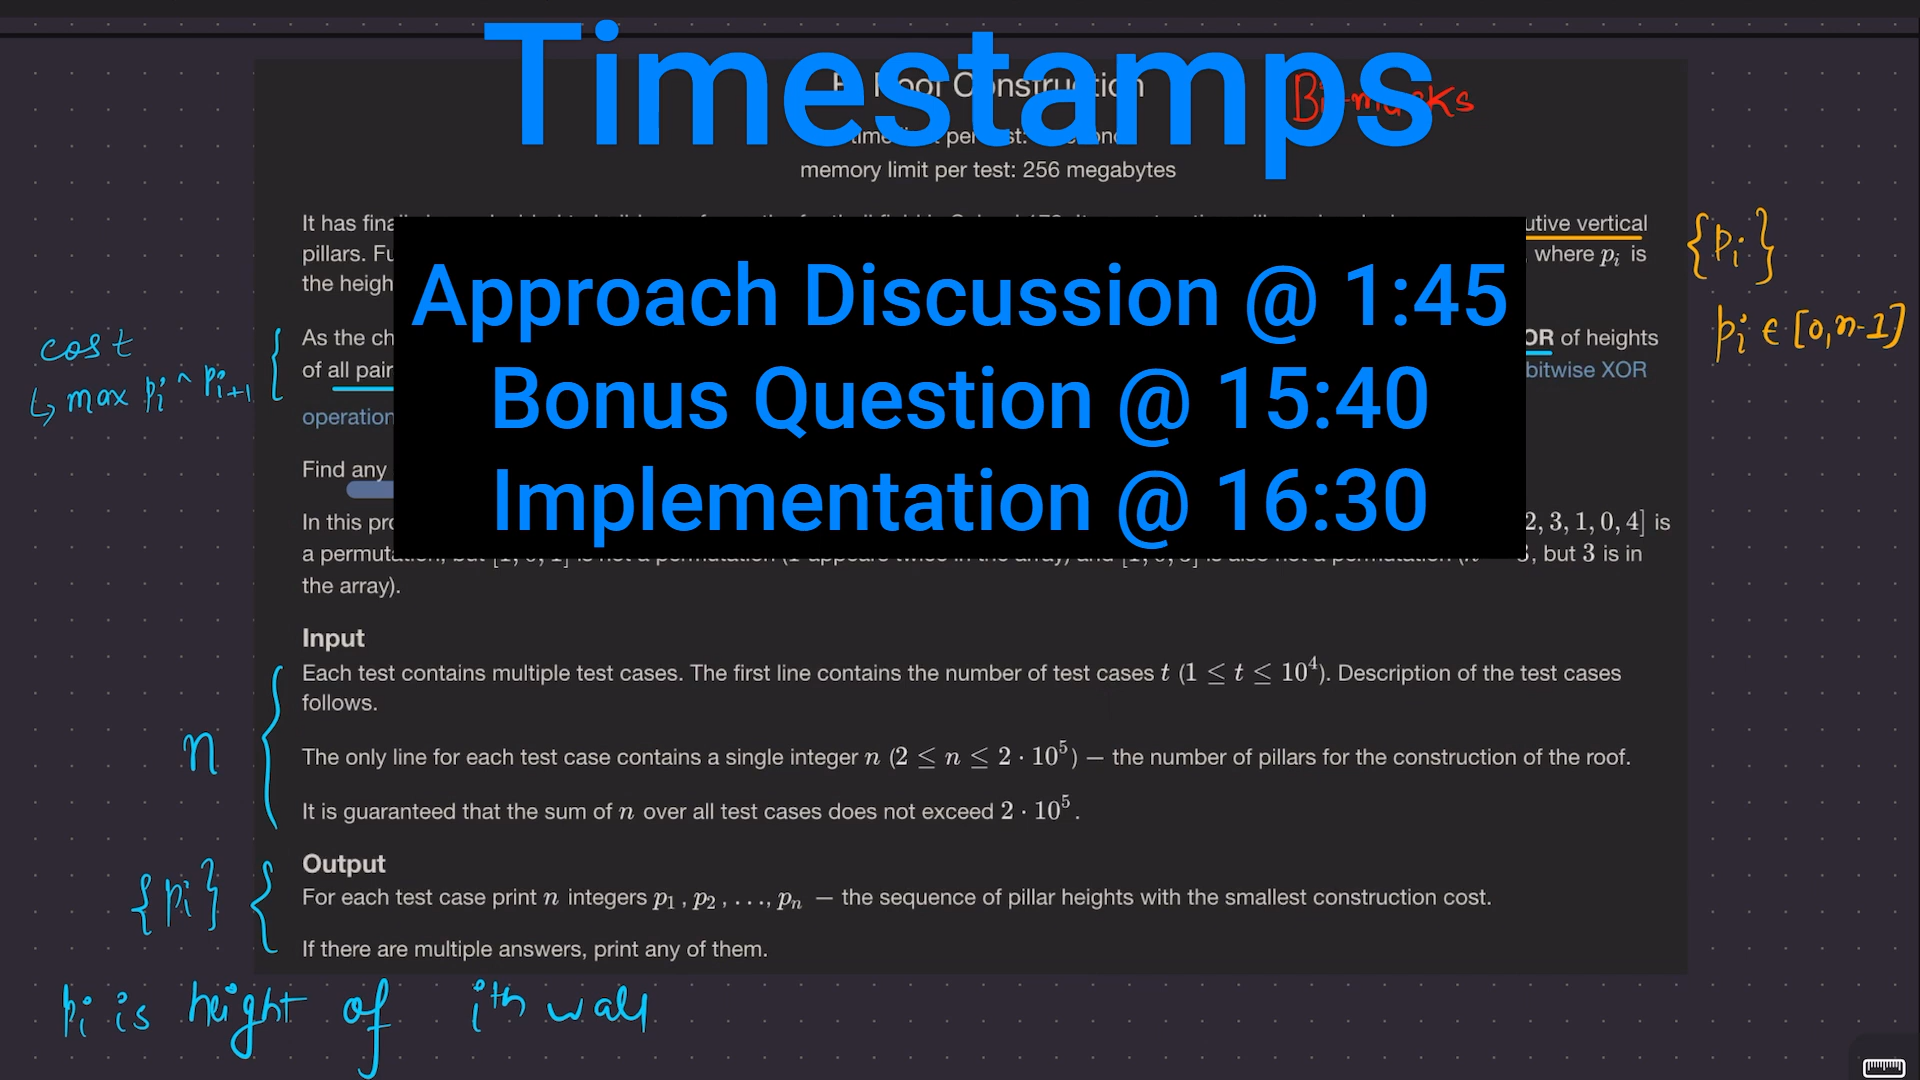 Timestamps
Roof Construction
Bitmasks
memory limit per test: 256 megabytes
It has fina
utive vertical
pillars. Fu
where pᵢ is
the heigh
{pᵢ}
pᵢ ∈ [0,n-1]
Approach Discussion @ 1:45
Bonus Question @ 15:40
Implementation @ 16:30
cost
↳ max pᵢ ^ pᵢ₊₁
As the ch
OR of heights
of all pair
bitwise XOR
operation
Find any
In this pro
2, 3, 1, 0, 4] is
a permutation, but
, but 3 is in
the array).
Input
Each test contains multiple test cases. The first line contains the number of test cases t (1 ≤ t ≤ 10⁴). Description of the test cases
follows.
n
The only line for each test case contains a single integer n (2 ≤ n ≤ 2 · 10⁵) — the number of pillars for the construction of the roof.
It is guaranteed that the sum of n over all test cases does not exceed 2 · 10⁵.
Output
{pᵢ}
For each test case print n integers p₁, p₂, …, pₙ — the sequence of pillar heights with the smallest construction cost.
If there are multiple answers, print any of them.
pᵢ is height of iᵗʰ wall